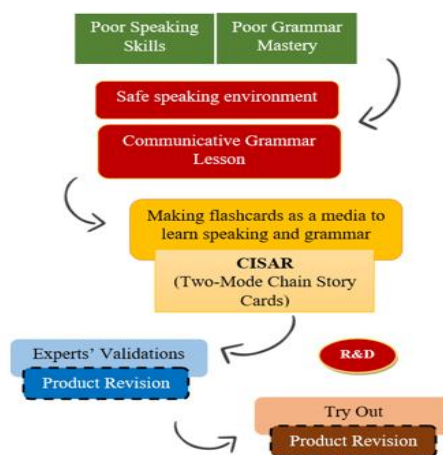 Poor Speaking
Skills
Poor Grammar
Mastery
Safe speaking environment
Communicative Grammar
Lesson
Making flashcards as a media to
learn speaking and grammar
CISAR
(Two-Mode Chain Story
Cards)
Experts' Validations
Product Revision
R&D
Try Out
Product Revision